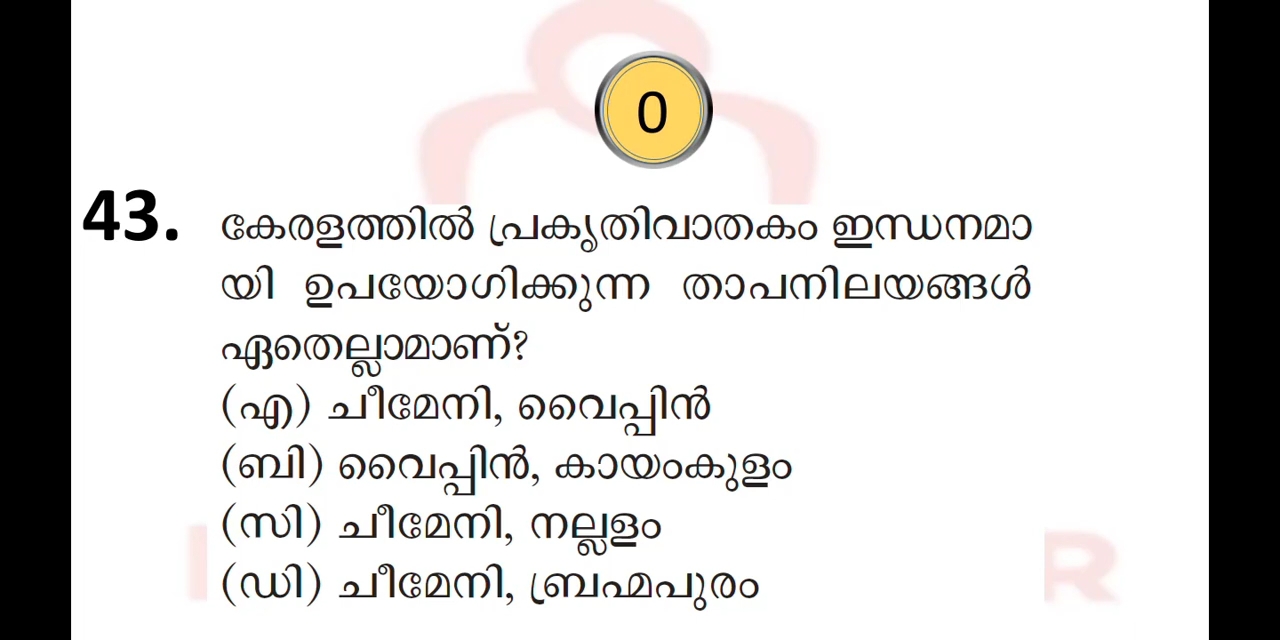 0
43. കേരളത്തിൽ പ്രകൃതിവാതകം ഇന്ധനമാ
യി ഉപയോഗിക്കുന്ന താപനിലയങ്ങൾ
ഏതെല്ലാമാണ്?
(എ) ചീമേനി, വൈപ്പിൻ
(ബി) വൈപ്പിൻ, കായംകുളം
(സി) ചീമേനി, നല്ലളം
(ഡി) ചീമേനി, ബ്രഹ്മപുരം